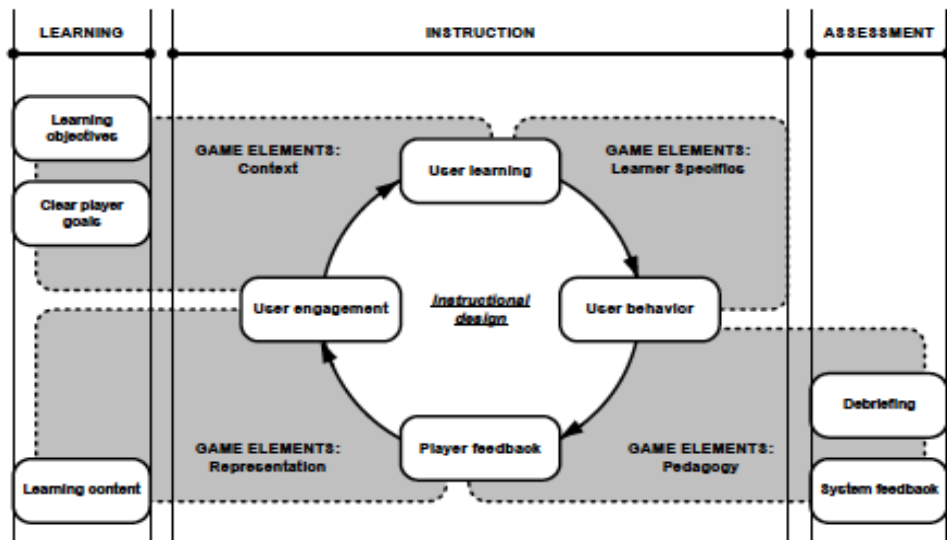 LEARNING
INSTRUCTION
ASSESSMENT
Learning
objectives
GAME ELEMENTS:
Context
User learning
GAME ELEMENTS:
Learner Specifics
Clear player
goals
User engagement
Instructional
design
User behavior
Debriefing
GAME ELEMENTS:
Representation
Player feedback
GAME ELEMENTS:
Pedagogy
Learning content
System feedback